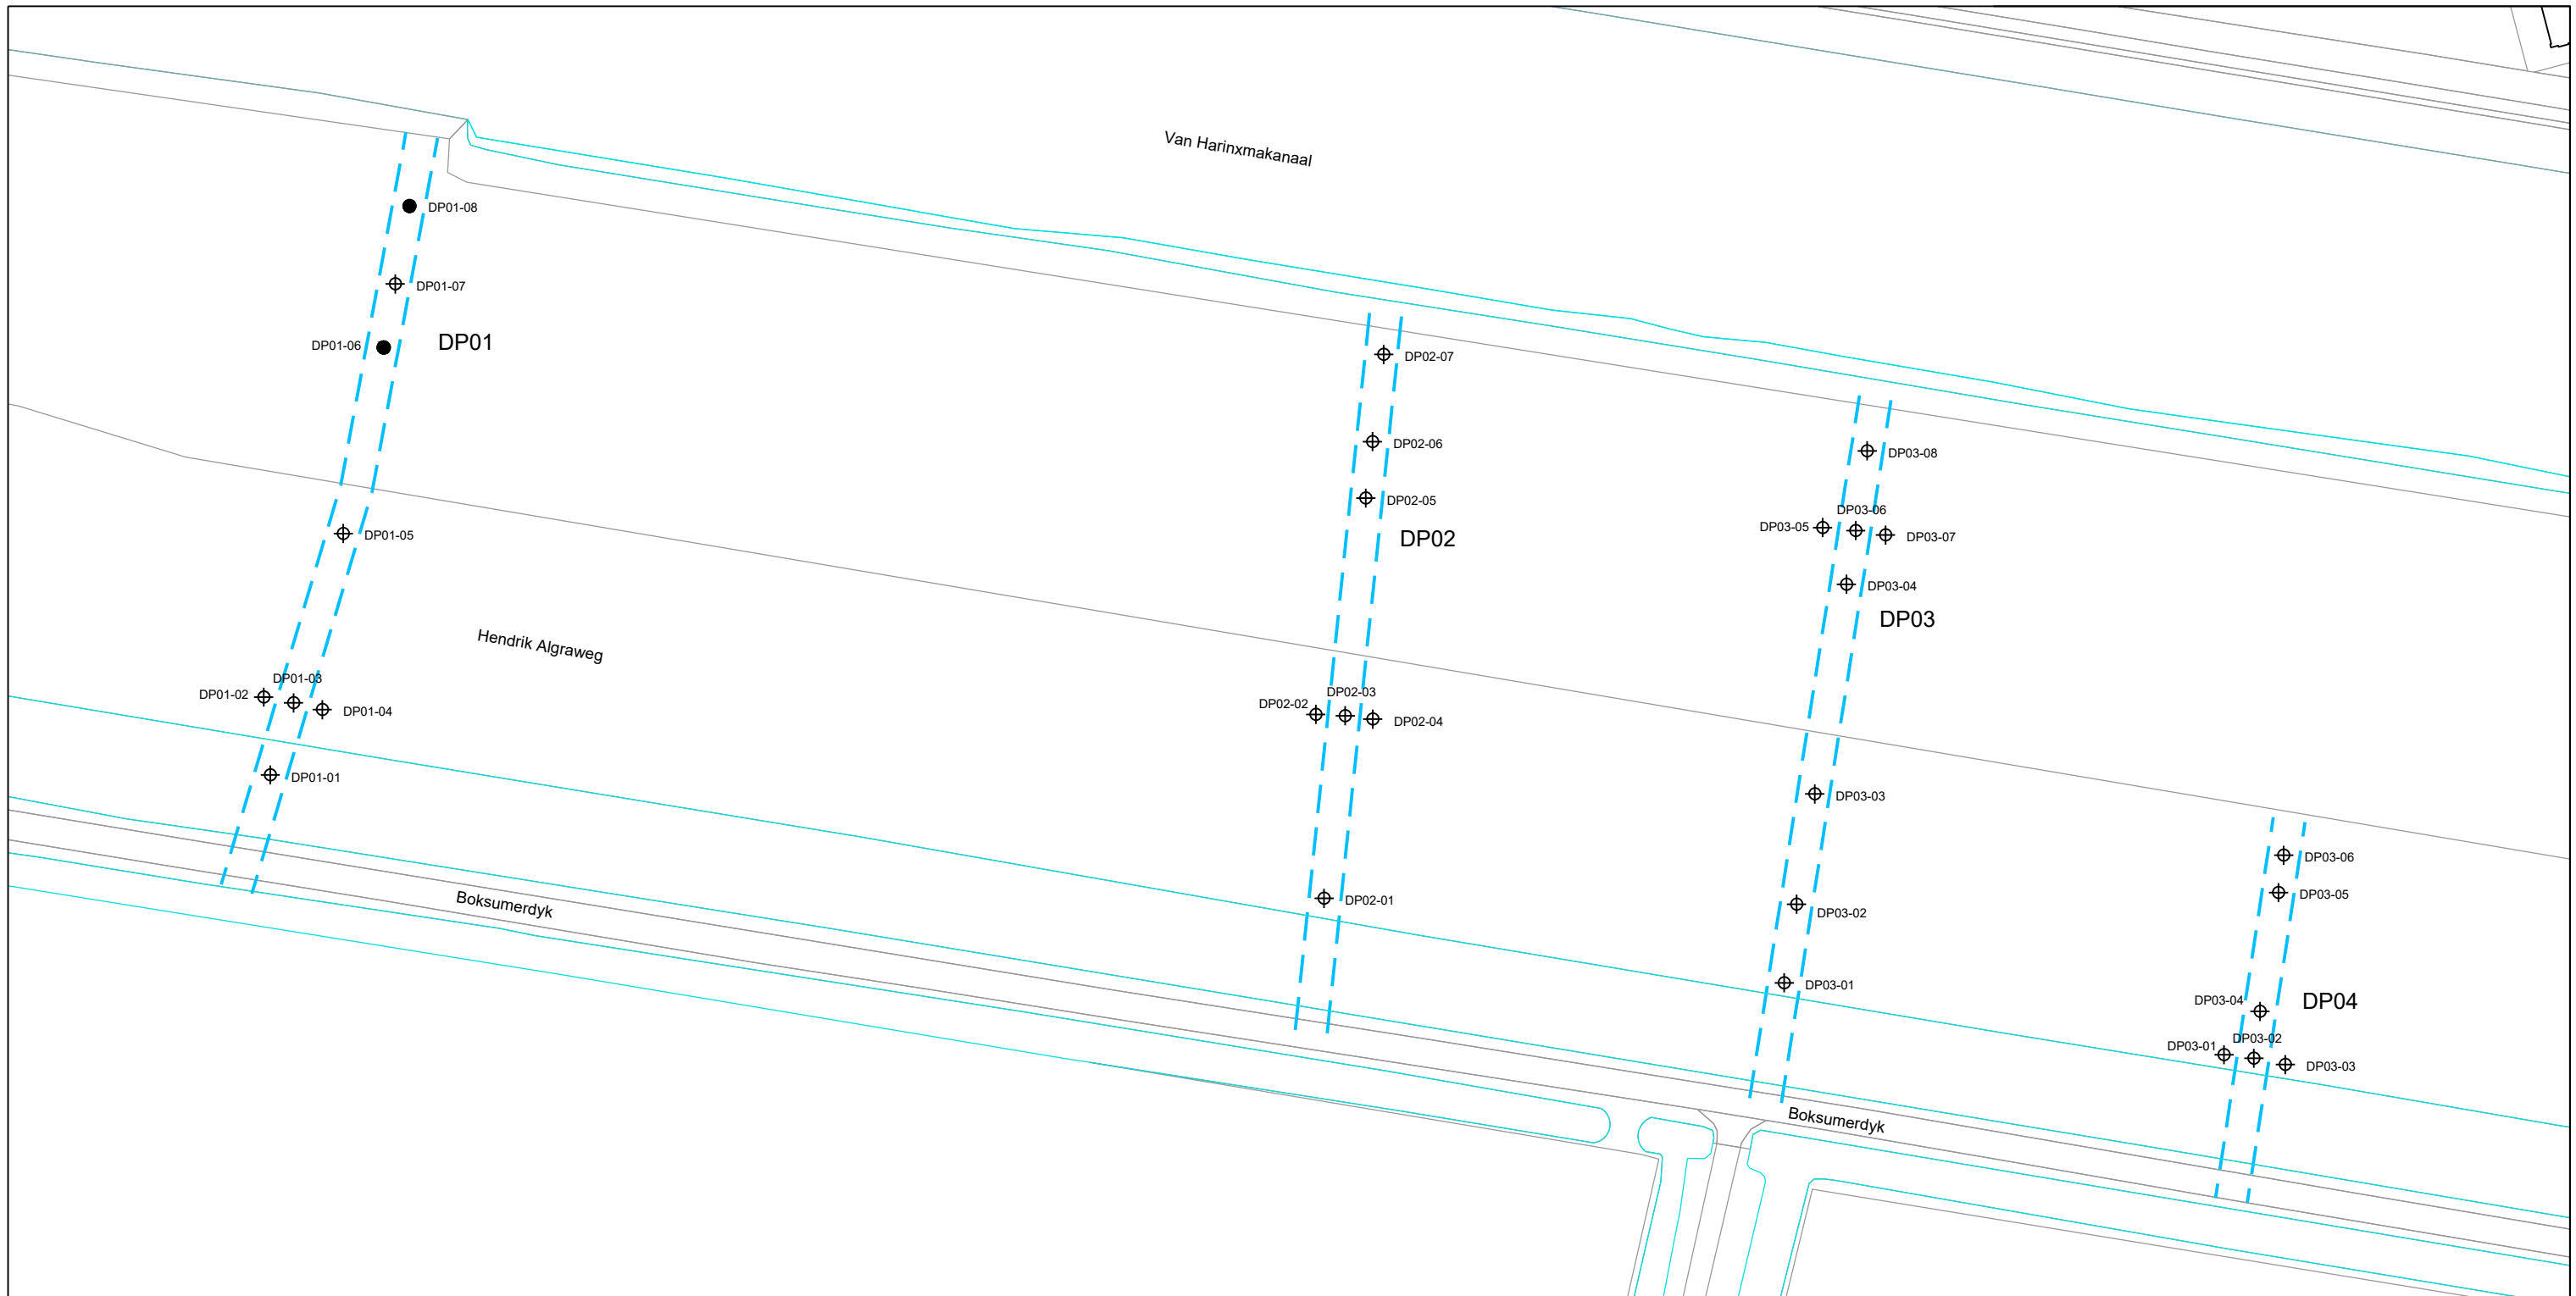 Van Harinxmakanaal
DP01-08
DP01-07
DP01-06
DP01
DP01-05
Hendrik Algraweg
DP01-03
DP01-02
DP01-04
DP01-01
Boksumerdyk
DP02-07
DP02-06
DP02-05
DP02
DP02-03
DP02-02
DP02-04
DP02-01
DP03-08
DP03-06
DP03-05
DP03-07
DP03-04
DP03
DP03-03
DP03-02
DP03-01
Boksumerdyk
DP03-06
DP03-05
DP03-04
DP04
DP03-02
DP03-01
DP03-03